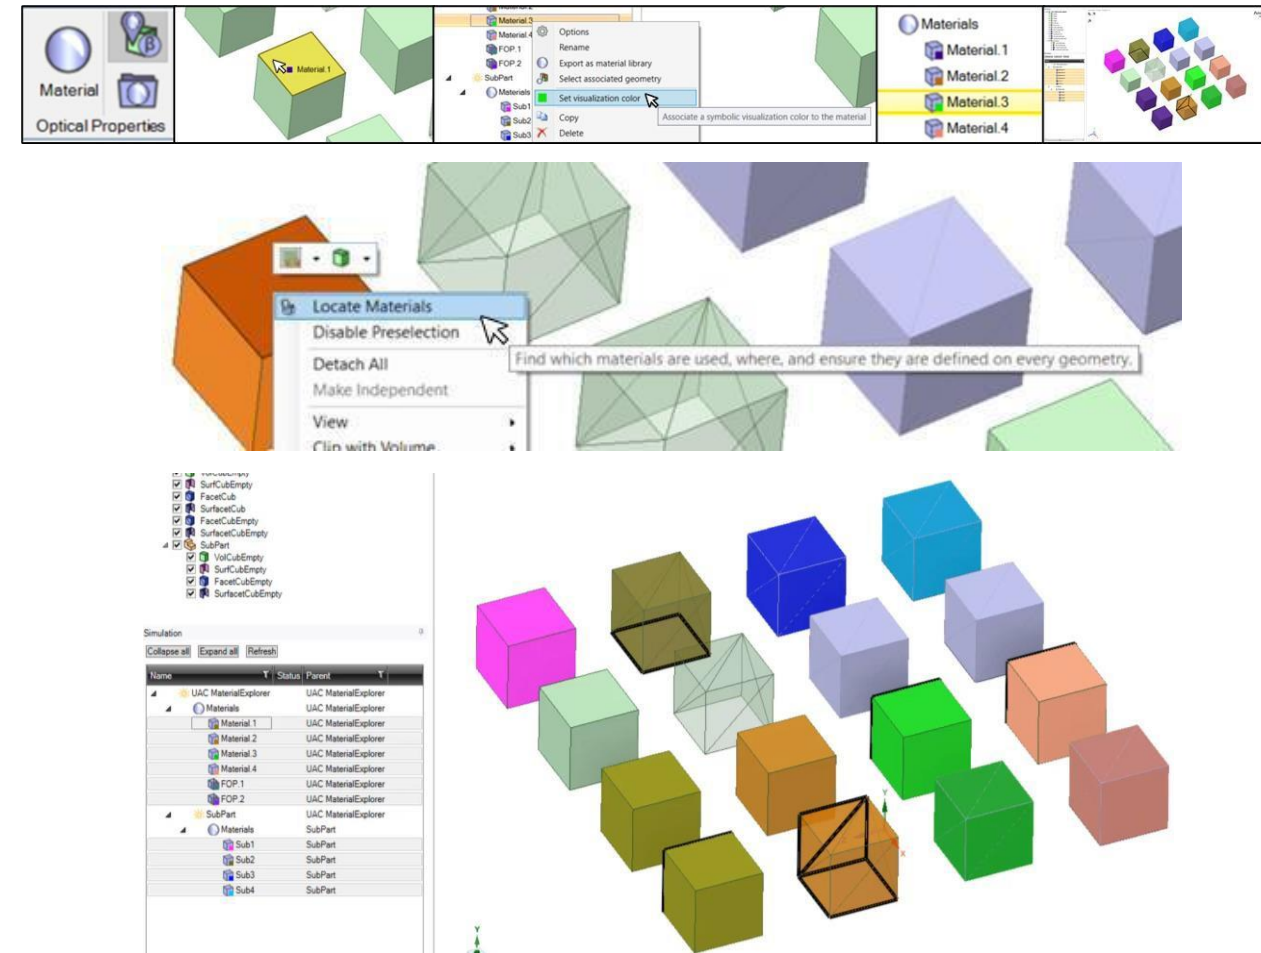 Material
Optical Properties
Material.1
Material.3
Material.4
FOP.1
FOP.2
SubPart
Materials
Sub1
Sub2
Sub3
Options
Rename
Export as material library
Select associated geometry
Set visualization color
Copy
Delete
Associate a symbolic visualization color to the material
Materials
Material.1
Material.2
Material.3
Material.4
Locate Materials
Disable Preselection
Detach All
Make Independent
View
Clip with Volume
Find which materials are used, where, and ensure they are defined on every geometry.
VolCubEmpty
SurfCubEmpty
FacetCub
SurfacetCub
FacetCubEmpty
SurfacetCubEmpty
SubPart
VolCubEmpty
SurfCubEmpty
FacetCubEmpty
SurfacetCubEmpty
Simulation
Collapse all Expand all Refresh
Name Status Parent
UAC MaterialExplorer UAC MaterialExplorer
Materials UAC MaterialExplorer
Material.1 UAC MaterialExplorer
Material.2 UAC MaterialExplorer
Material.3 UAC MaterialExplorer
Material.4 UAC MaterialExplorer
FOP.1 UAC MaterialExplorer
FOP.2 UAC MaterialExplorer
SubPart UAC MaterialExplorer
Materials SubPart
Sub1 SubPart
Sub2 SubPart
Sub3 SubPart
Sub4 SubPart
Y
X
Y